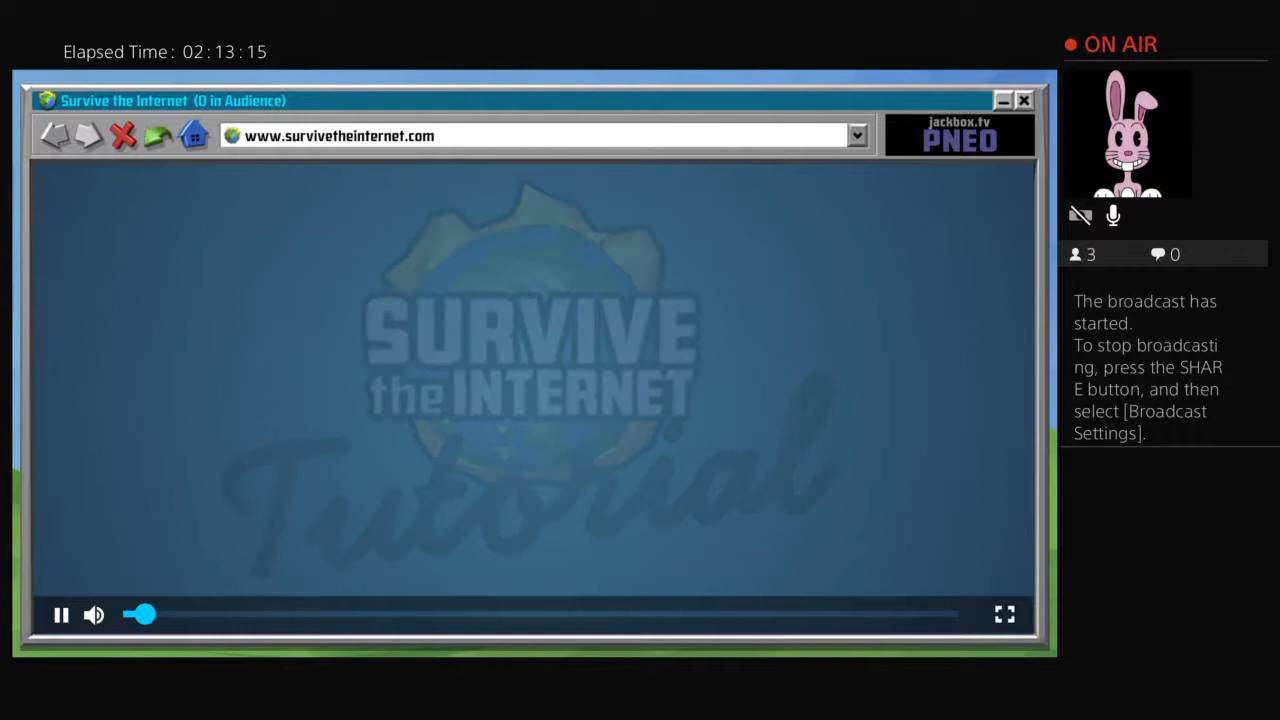 Elapsed Time: 02:13:15
ON AIR
Survive the Internet (0 in Audience)
www.survivetheinternet.com
jackbox.tv
PNEO
SURVIVE
the INTERNET
Tutorial
3
0
The broadcast has
started.
To stop broadcasti
ng, press the SHAR
E button, and then
select [Broadcast
Settings].